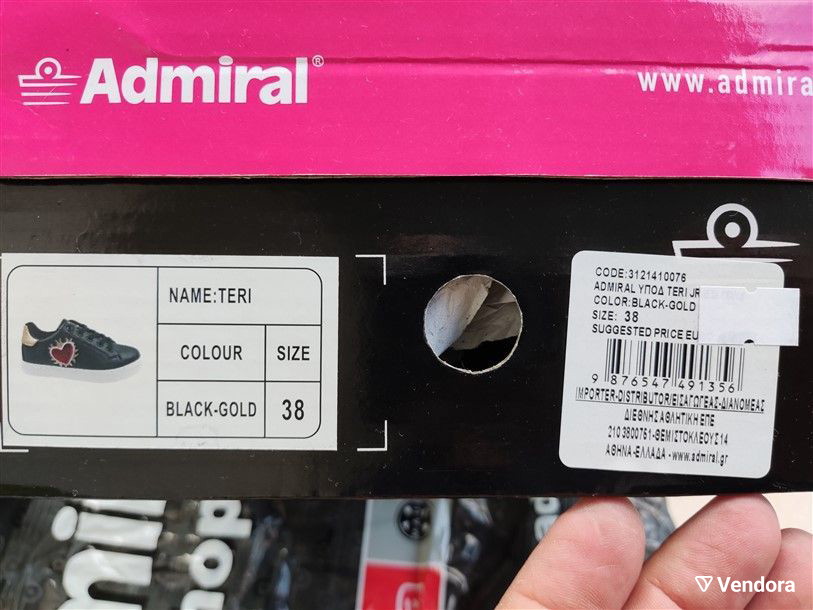 Admiral®
www.admira
NAME:TERI
COLOUR SIZE
BLACK-GOLD 38
CODE:3121410076
ADMIRAL ΥΠΟΔ TERI JR
COLOR:BLACK-GOLD
SIZE: 38
SUGGESTED PRICE EU
9 876547 491356
IMPORTER-DISTRIBUTOR/ΕΙΣΑΓΩΓΕΑΣ-ΔΙΑΝΟΜΕΑΣ
ΔΙΕΘΝΗΣ ΑΘΛΗΤΙΚΗ ΕΠΕ
210 3800751-ΘΕΜΙΣΤΟΚΛΕΟΥΣ 14
ΑΘΗΝΑ-ΕΛΛΑΔΑ - www.admiral.gr
Vendora